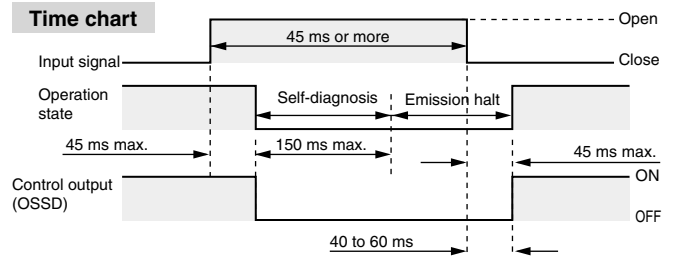 Time chart
Open
45 ms or more
Input signal
Close
Operation
state
Self-diagnosis
Emission halt
45 ms max.
150 ms max.
45 ms max.
Control output
(OSSD)
ON
OFF
40 to 60 ms